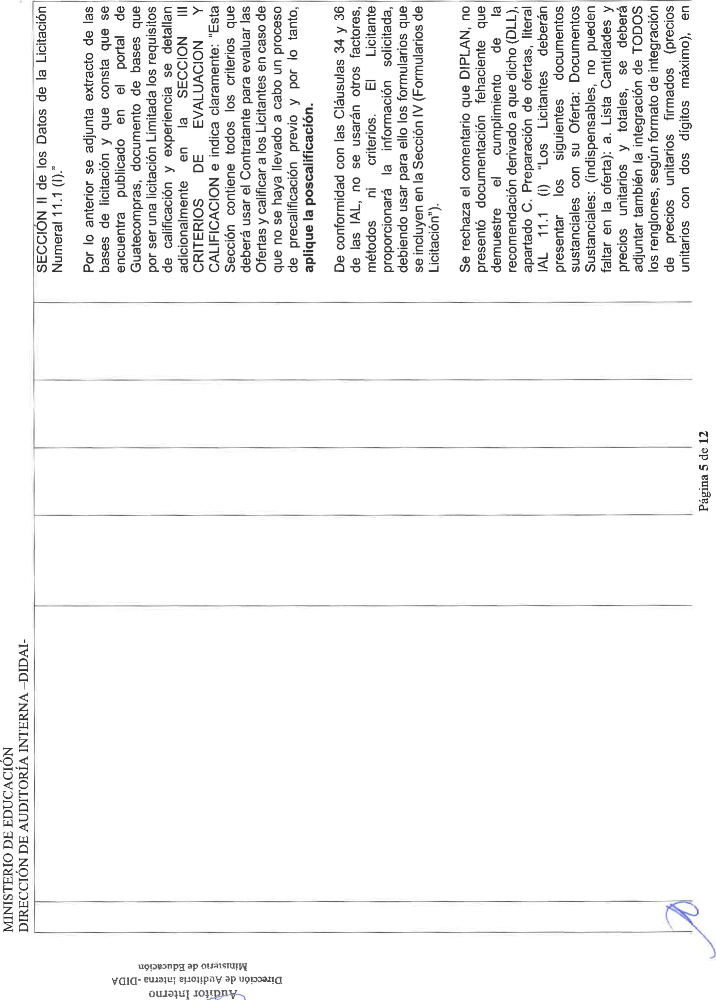 MINISTERIO DE EDUCACIÓN
DIRECCIÓN DE AUDITORÍA INTERNA –DIDAI-
SECCIÓN II de los Datos de la Licitación
Numeral 11.1 (I).”
Por lo anterior se adjunta extracto de las
bases de licitación y que consta que se
encuentra publicado en el portal de
Guatecompras, documento de bases que
por ser una licitación Limitada los requisitos
de calificación y experiencia se detallan
adicionalmente en la SECCION III
CRITERIOS DE EVALUACION Y
CALIFICACION e indica claramente: “Esta
Sección contiene todos los criterios que
deberá usar el Contratante para evaluar las
Ofertas y calificar a los Licitantes en caso de
que no se haya llevado a cabo un proceso
de precalificación previo y por lo tanto,
aplique la poscalificación.
De conformidad con las Cláusulas 34 y 36
de las IAL, no se usarán otros factores,
métodos ni criterios. El Licitante
proporcionará la información solicitada,
debiendo usar para ello los formularios que
se incluyen en la Sección IV (Formularios de
Licitación”).
Se rechaza el comentario que DIPLAN, no
presentó documentación fehaciente que
demuestre el cumplimiento de la
recomendación derivado a que dicho (DLL),
apartado C. Preparación de ofertas, literal
IAL 11.1 (i) “Los Licitantes deberán
presentar los siguientes documentos
sustanciales con su Oferta: Documentos
Sustanciales: (indispensables, no pueden
faltar en la oferta): a. Lista Cantidades y
precios unitarios y totales, se deberá
adjuntar también la integración de TODOS
los renglones, según formato de integración
de precios unitarios firmados (precios
unitarios con dos dígitos máximo), en
Página 5 de 12
Auditor Interno
Dirección de Auditoría Interna -DIDA
Ministerio de Educación